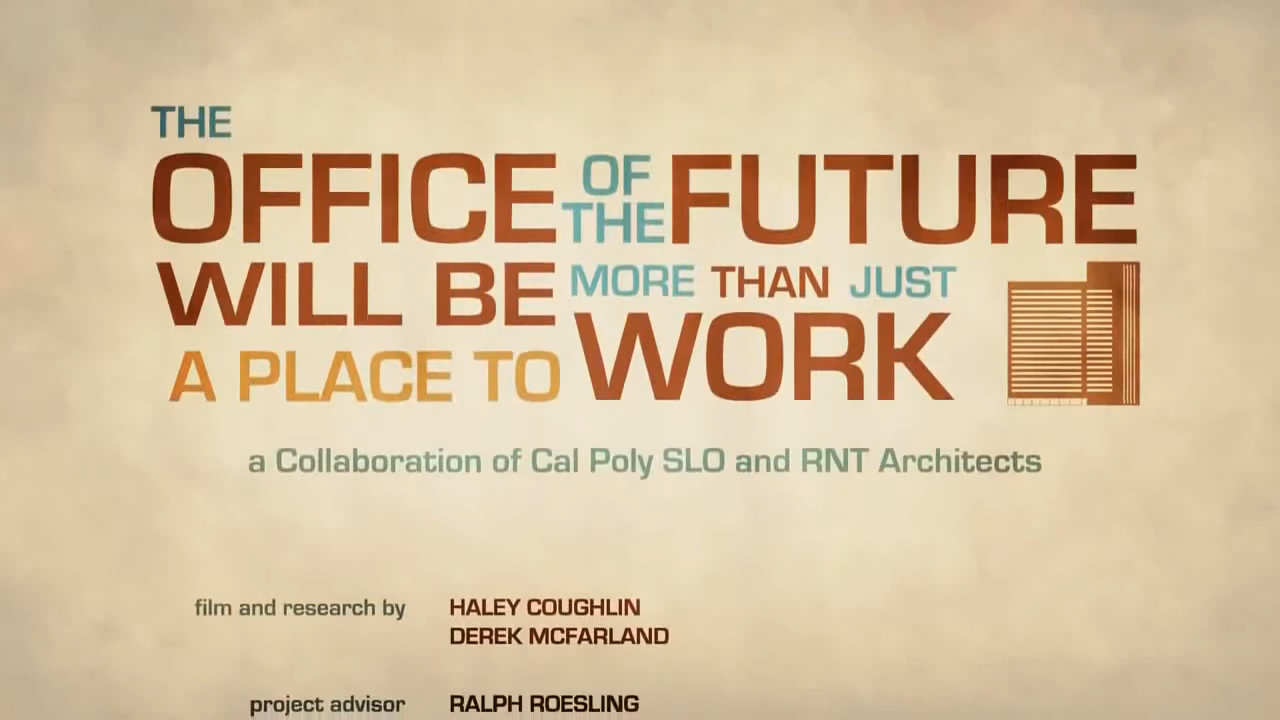 THE
OFFICE OF THE FUTURE
WILL BE MORE THAN JUST
A PLACE TO WORK
a Collaboration of Cal Poly SLO and RNT Architects
film and research by HALEY COUGHLIN
DEREK MCFARLAND
project advisor RALPH ROESLING